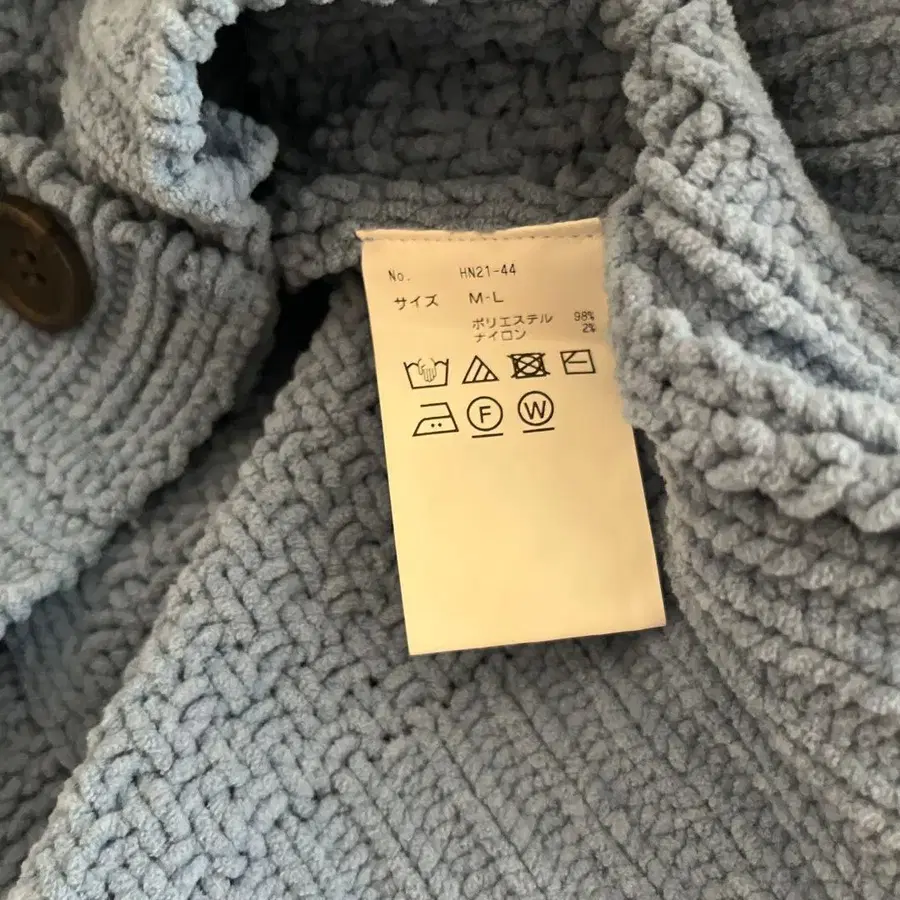 No. HN21-44
サイズ M-L
ポリエステル 98%
ナイロン 2%
F W